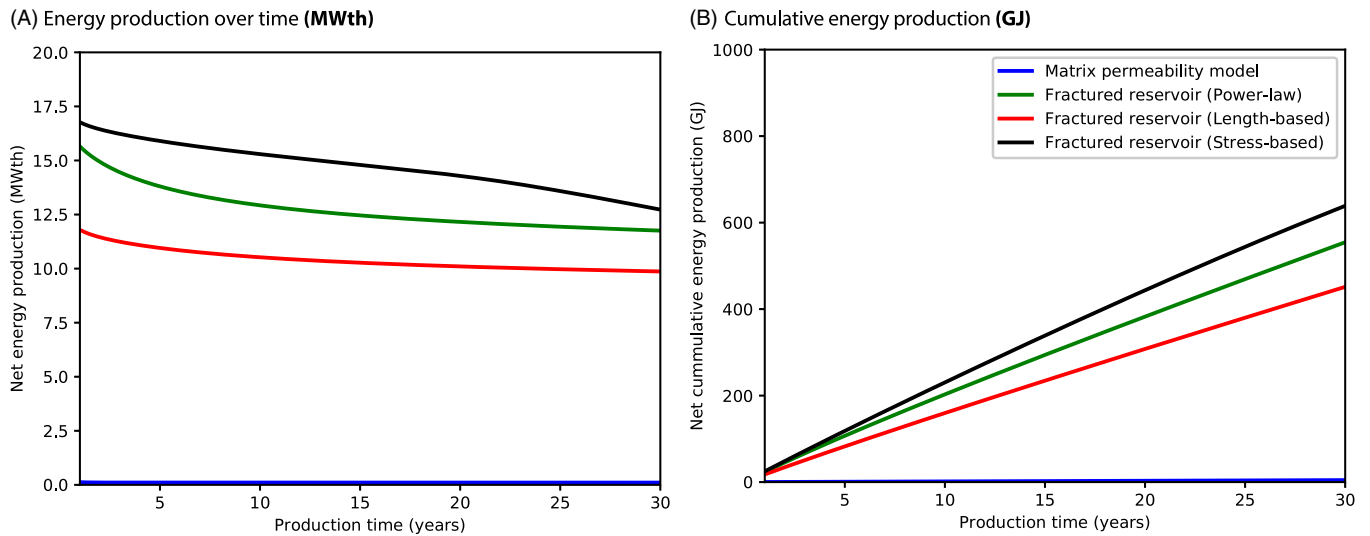 (A) Energy production over time (MWth)
20.0
17.5
15.0
12.5
10.0
7.5
5.0
2.5
0.0
Net energy production (MWth)
5 10 15 20 25 30
Production time (years)
(B) Cumulative energy production (GJ)
1000
800
600
400
200
0
Net cummulative energy production (GJ)
Matrix permeability model
Fractured reservoir (Power-law)
Fractured reservoir (Length-based)
Fractured reservoir (Stress-based)
5 10 15 20 25 30
Production time (years)